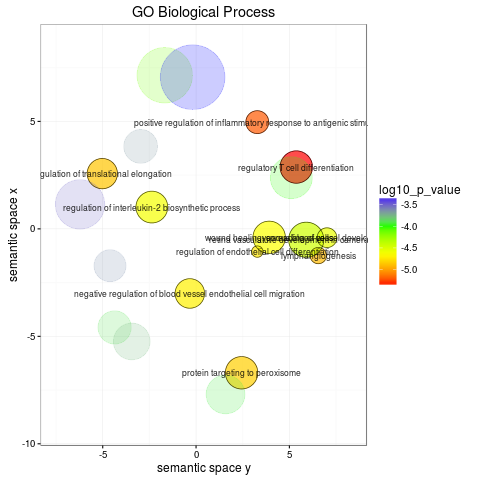 GO Biological Process
5
positive regulation of inflammatory response to antigenic stimu
regulatory T cell differentiation
gulation of translational elongation
regulation of interleukin-2 biosynthetic process
0
wound healing
regulation of endothelial cell differentiation
lymphangiogenesis
negative regulation of blood vessel endothelial cell migration
-5
protein targeting to peroxisome
-10
-5
0
5
semantic space y
semantic space x
log10_p_value
-3.5
-4.0
-4.5
-5.0